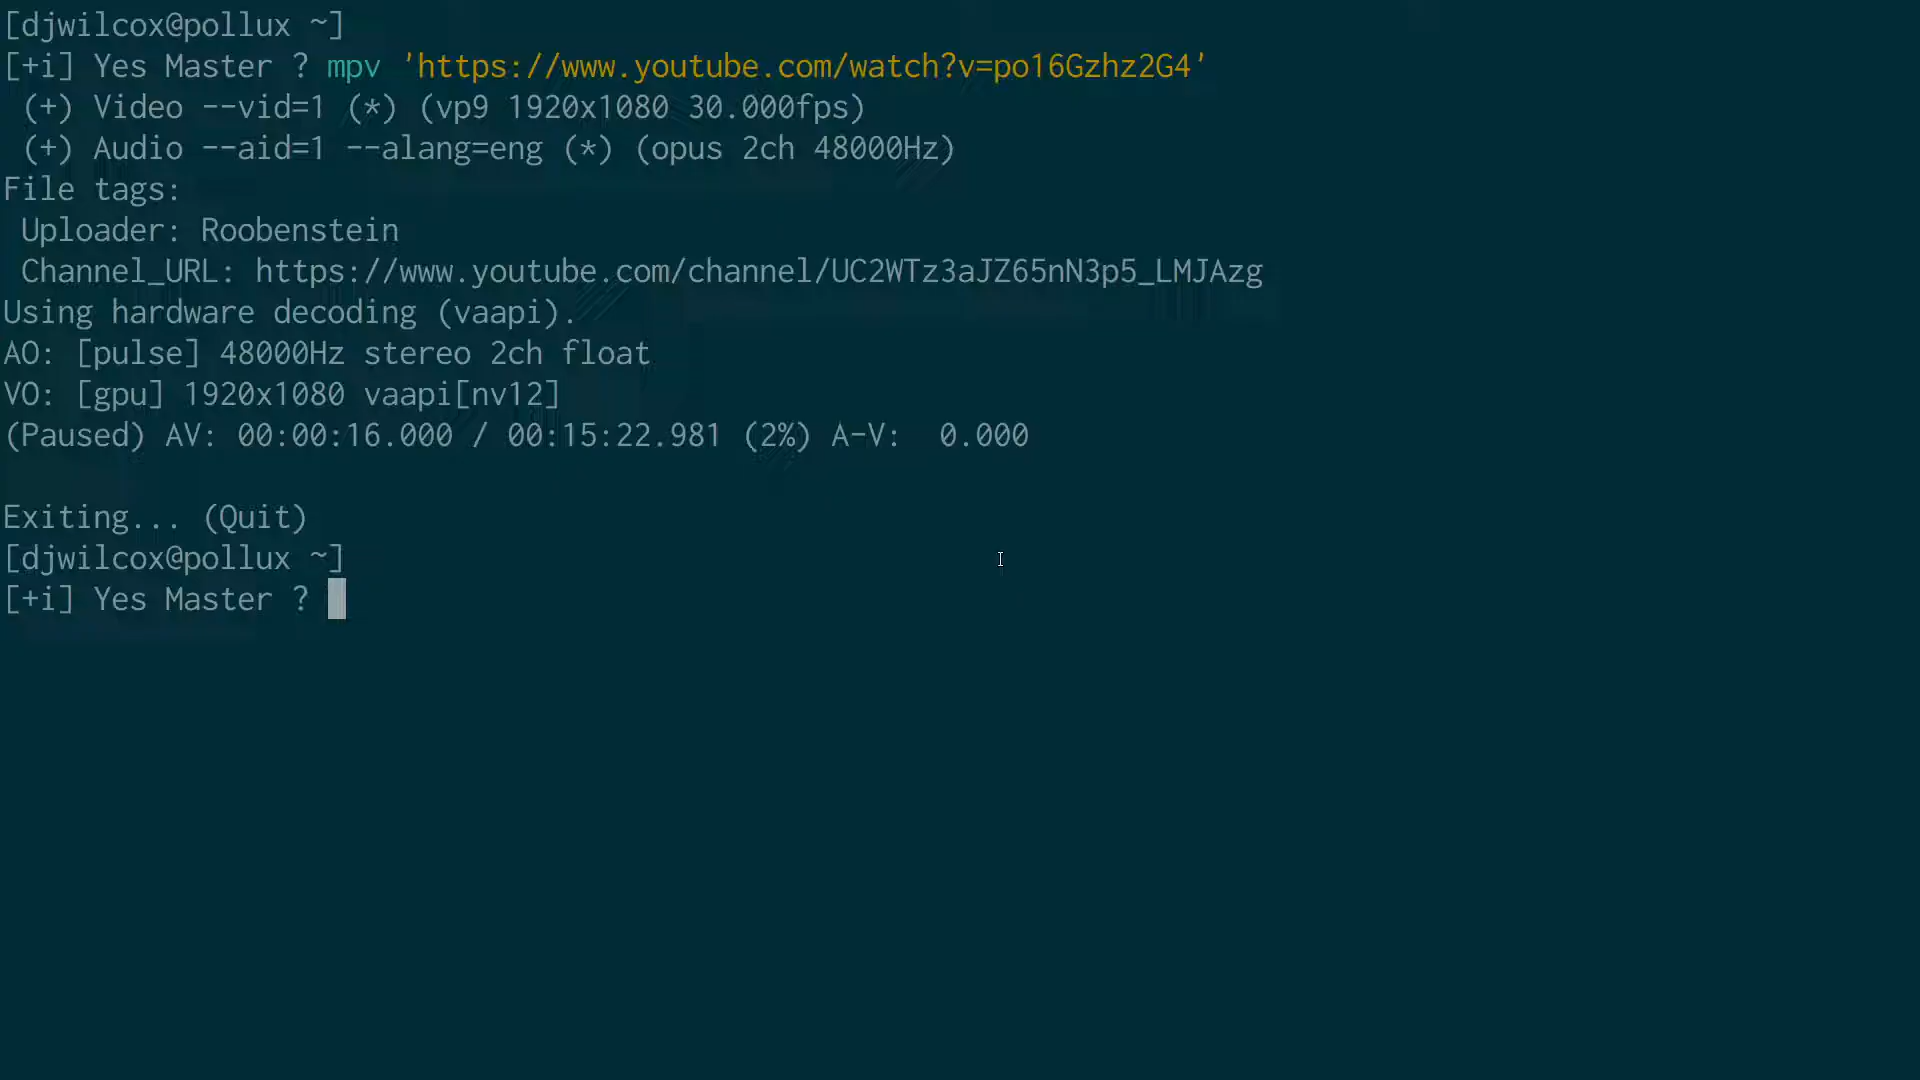 [djwilcox@pollux ~]
[+i] Yes Master ? mpv 'https://www.youtube.com/watch?v=po16Gzhz2G4'
(+) Video --vid=1 (*) (vp9 1920x1080 30.000fps)
(+) Audio --aid=1 --alang=eng (*) (opus 2ch 48000Hz)
File tags:
Uploader: Roobenstein
Channel_URL: https://www.youtube.com/channel/UC2WTz3aJZ65nN3p5_LMJAzg
Using hardware decoding (vaapi).
AO: [pulse] 48000Hz stereo 2ch float
VO: [gpu] 1920x1080 vaapi[nv12]
(Paused) AV: 00:00:16.000 / 00:15:22.981 (2%) A-V:  0.000
Exiting... (Quit)
[djwilcox@pollux ~]
[+i] Yes Master ?